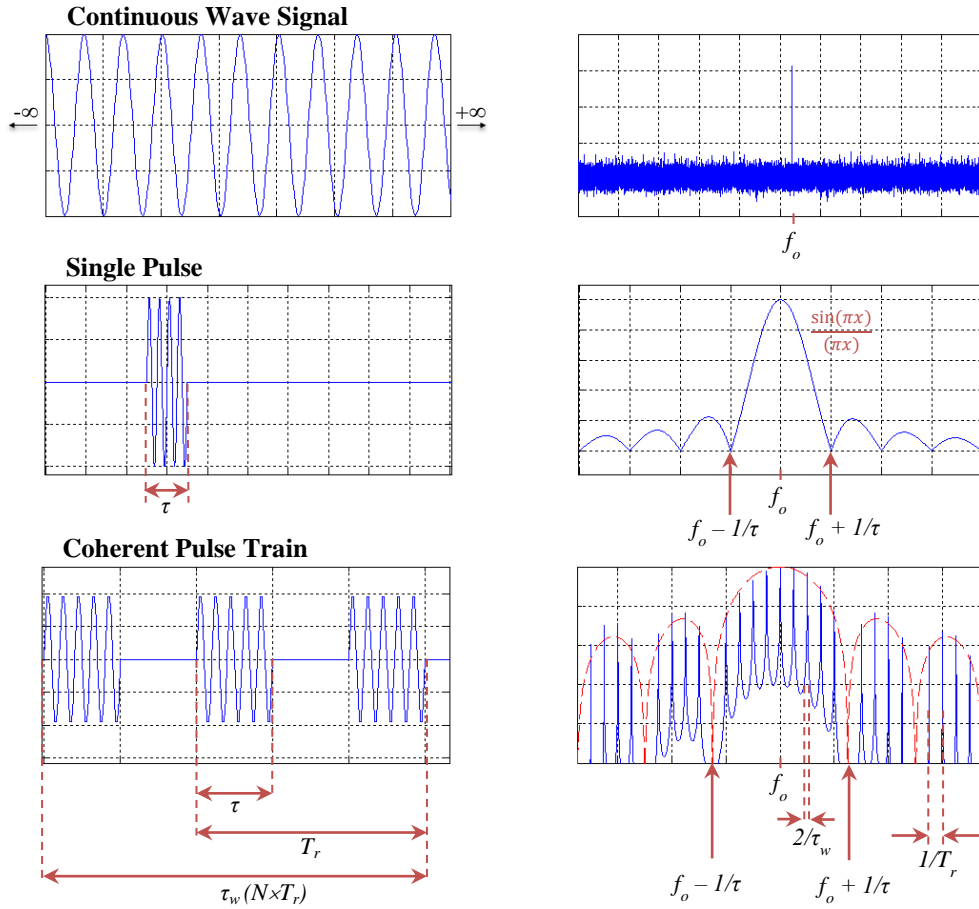 Continuous Wave Signal
-∞
+∞
f_o
Single Pulse
sin(πx)
(πx)
τ
f_o
f_o – 1/τ
f_o + 1/τ
Coherent Pulse Train
τ
T_r
τ_w (N×T_r)
f_o
2/τ_w
1/T_r
f_o – 1/τ
f_o + 1/τ